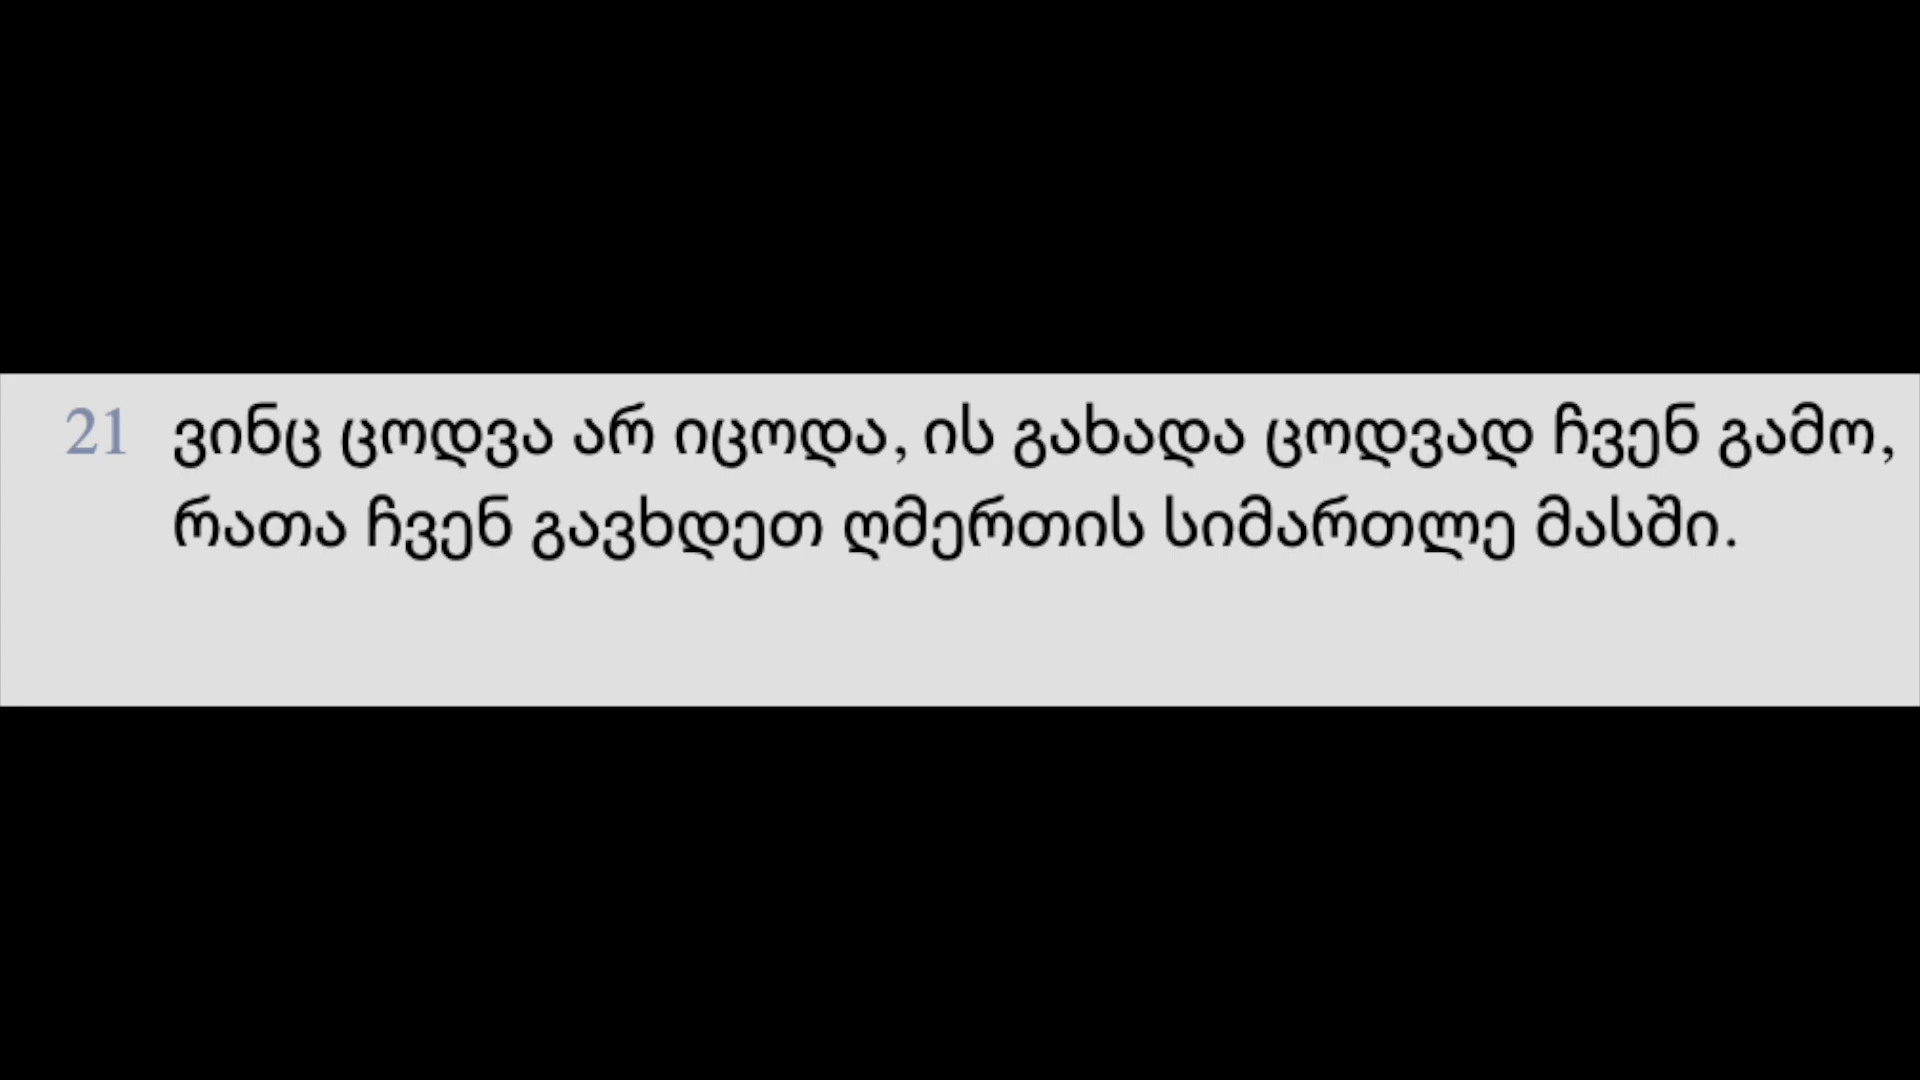 21 ვინც ცოდვა არ იცოდა, ის გახადა ცოდვად ჩვენ გამო,
რათა ჩვენ გავხდეთ ღმერთის სიმართლე მასში.